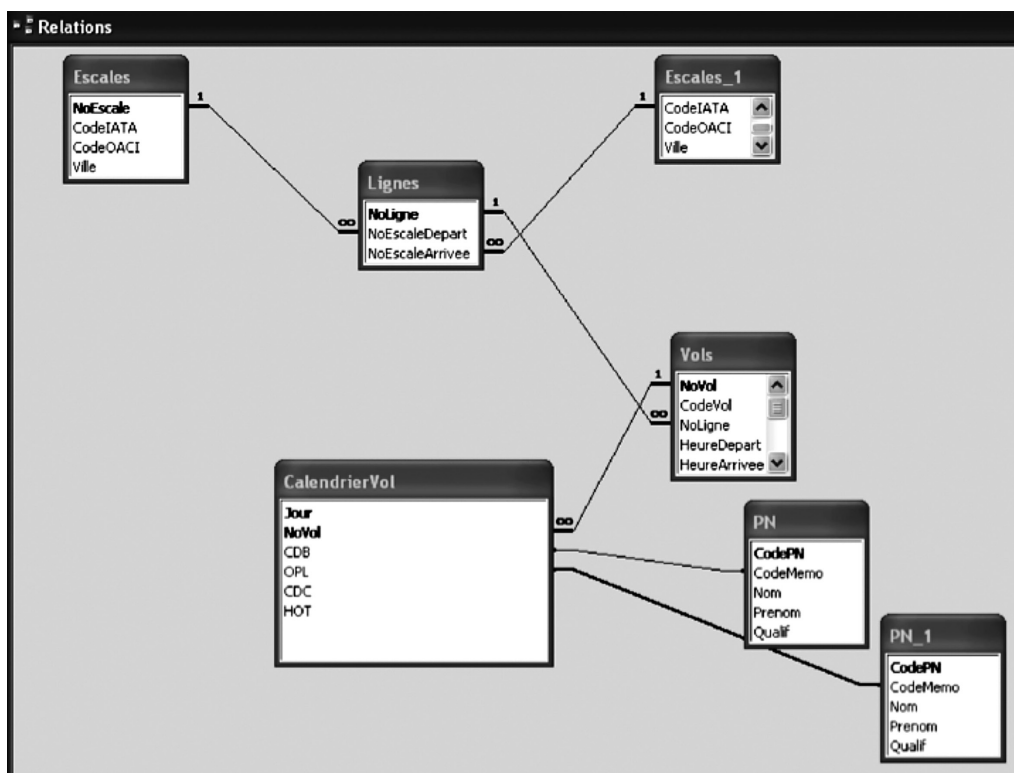 Relations
Escales
NoEscale
CodeIATA
CodeOACI
Ville
1
∞
Escales_1
CodeIATA
CodeOACI
Ville
1
Lignes
NoLigne
NoEscaleDepart
NoEscaleArrivee
1
∞
Vols
NoVol
CodeVol
NoLigne
HeureDepart
HeureArrivee
1
∞
CalendrierVol
Jour
NoVol
CDB
OPL
CDC
HOT
∞
PN
CodePN
CodeMemo
Nom
Prenom
Qualif
PN_1
CodePN
CodeMemo
Nom
Prenom
Qualif